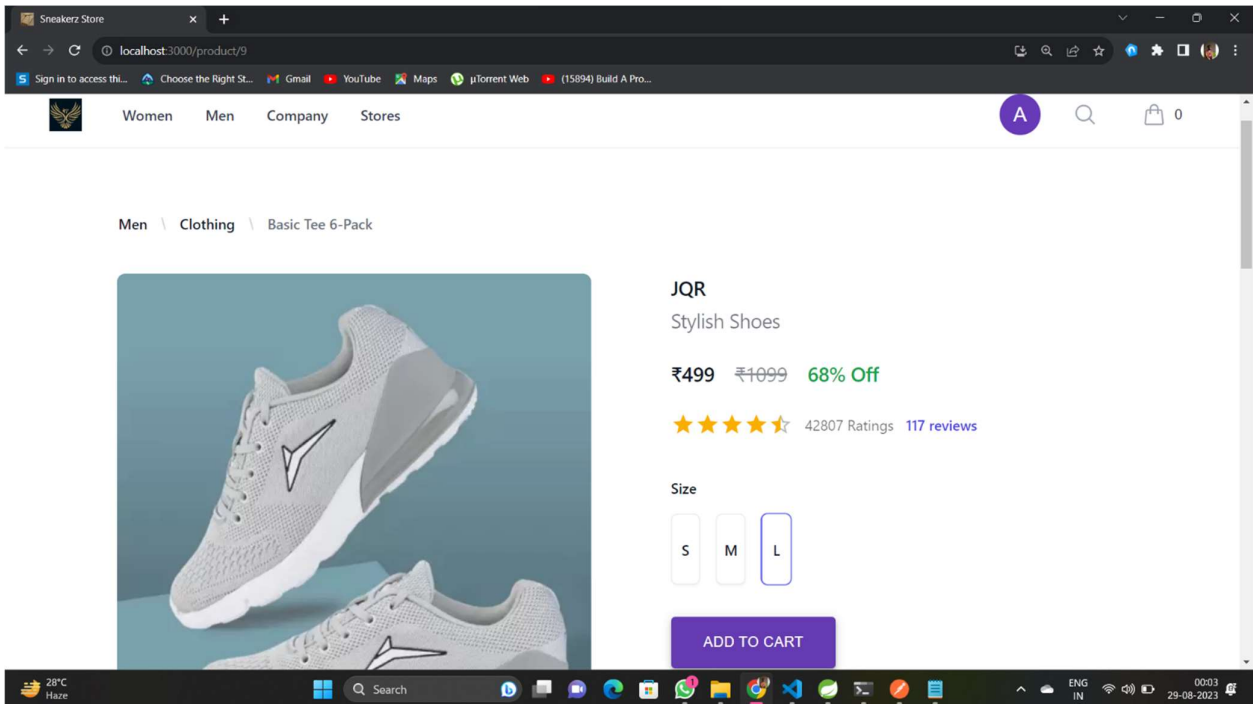 Sneakerz Store
localhost:3000/product/9
Sign in to access thi... Choose the Right St... Gmail YouTube Maps µTorrent Web (15894) Build A Pro...
Women Men Company Stores A 0
Men \ Clothing \ Basic Tee 6-Pack
JQR
Stylish Shoes
₹499 ₹1099 68% Off
42807 Ratings 117 reviews
Size
S M L
ADD TO CART
28°C
Haze
Search
ENG
IN
00:03
29-08-2023